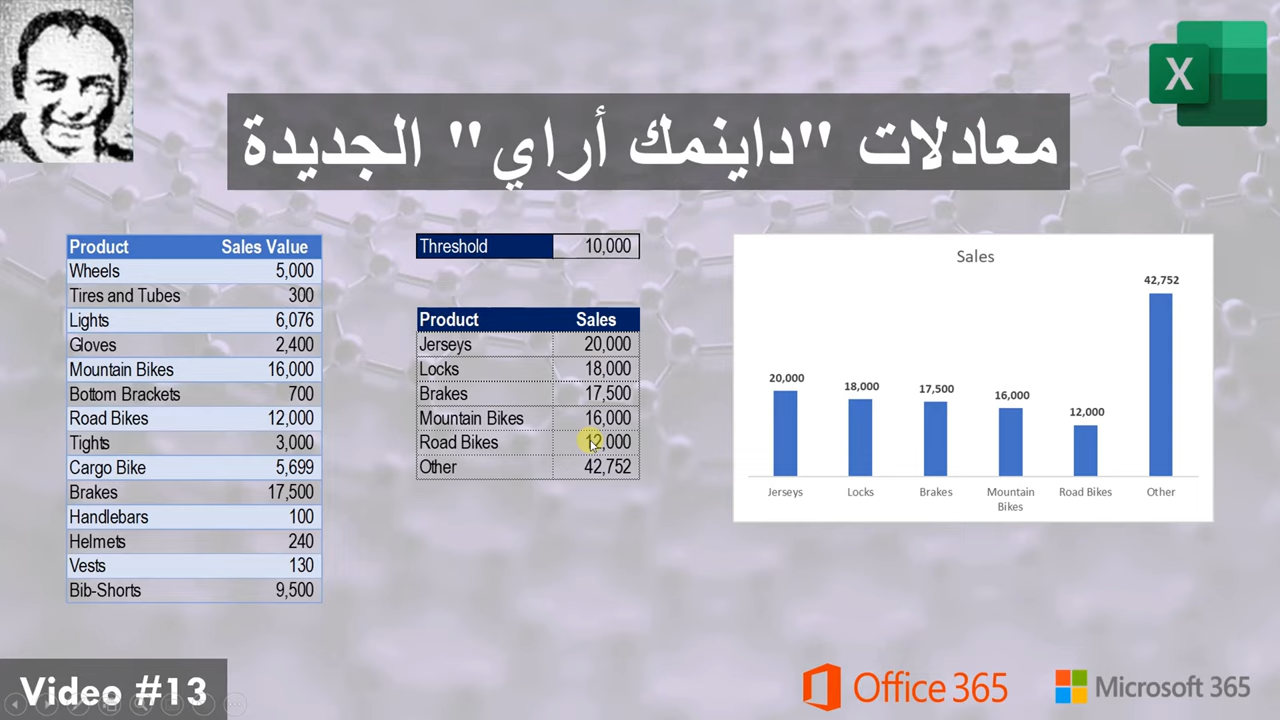 معادلات "داينمك أراي" الجديدة
X
Product Sales Value
Wheels 5,000
Tires and Tubes 300
Lights 6,076
Gloves 2,400
Mountain Bikes 16,000
Bottom Brackets 700
Road Bikes 12,000
Tights 3,000
Cargo Bike 5,699
Brakes 17,500
Handlebars 100
Helmets 240
Vests 130
Bib-Shorts 9,500
Threshold 10,000
Product Sales
Jerseys 20,000
Locks 18,000
Brakes 17,500
Mountain Bikes 16,000
Road Bikes 12,000
Other 42,752
Sales
42,752
20,000 18,000 17,500 16,000 12,000
Jerseys Locks Brakes Mountain Road Bikes Other
Bikes
Video #13
Office 365
Microsoft 365